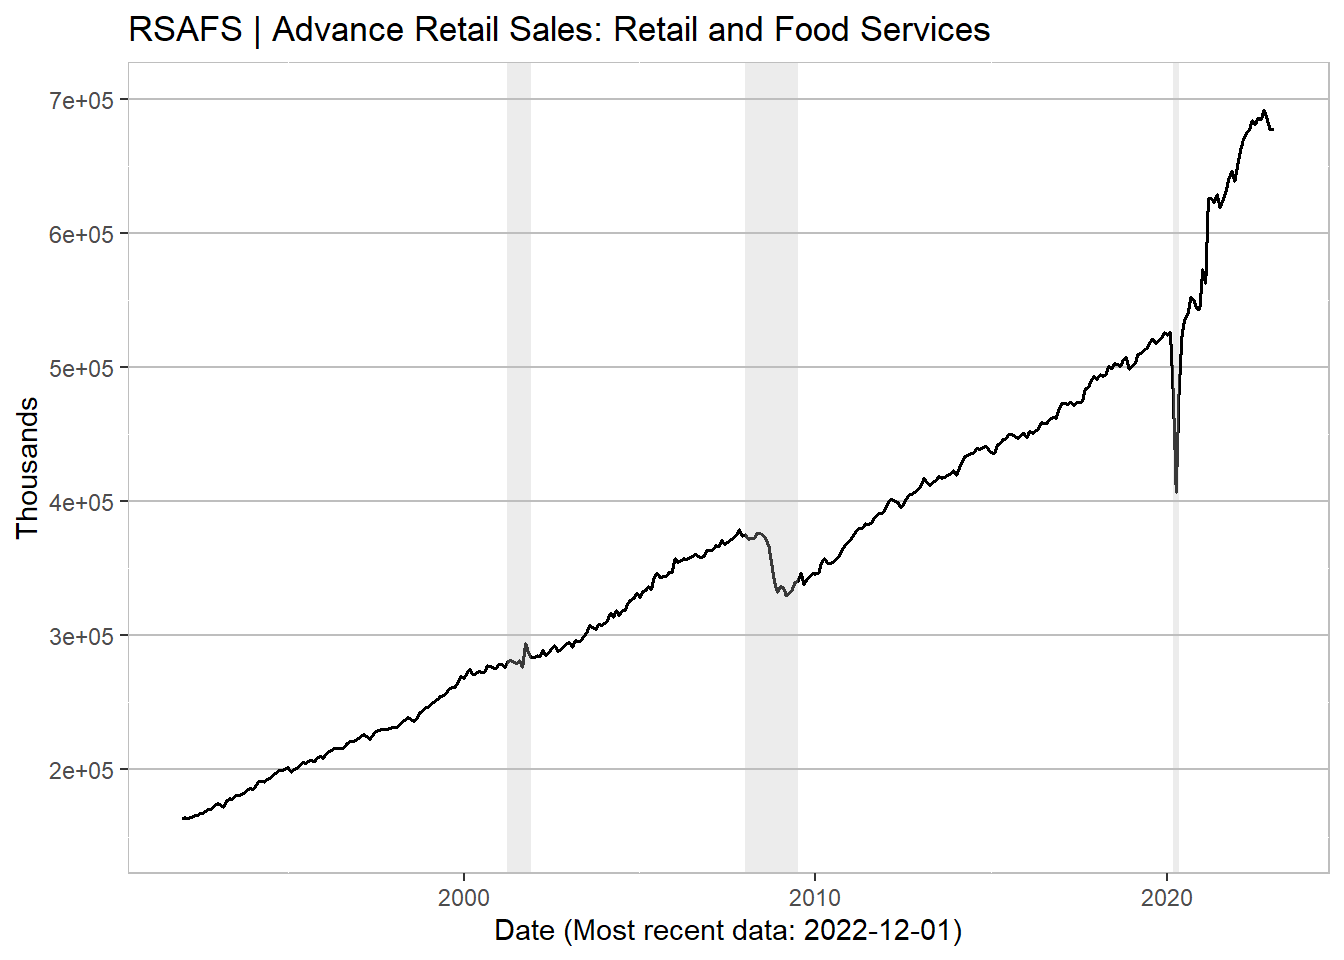 RSAFS | Advance Retail Sales: Retail and Food Services
7e+05
6e+05
5e+05
4e+05
3e+05
2e+05
Thousands
2000 2010 2020
Date (Most recent data: 2022-12-01)